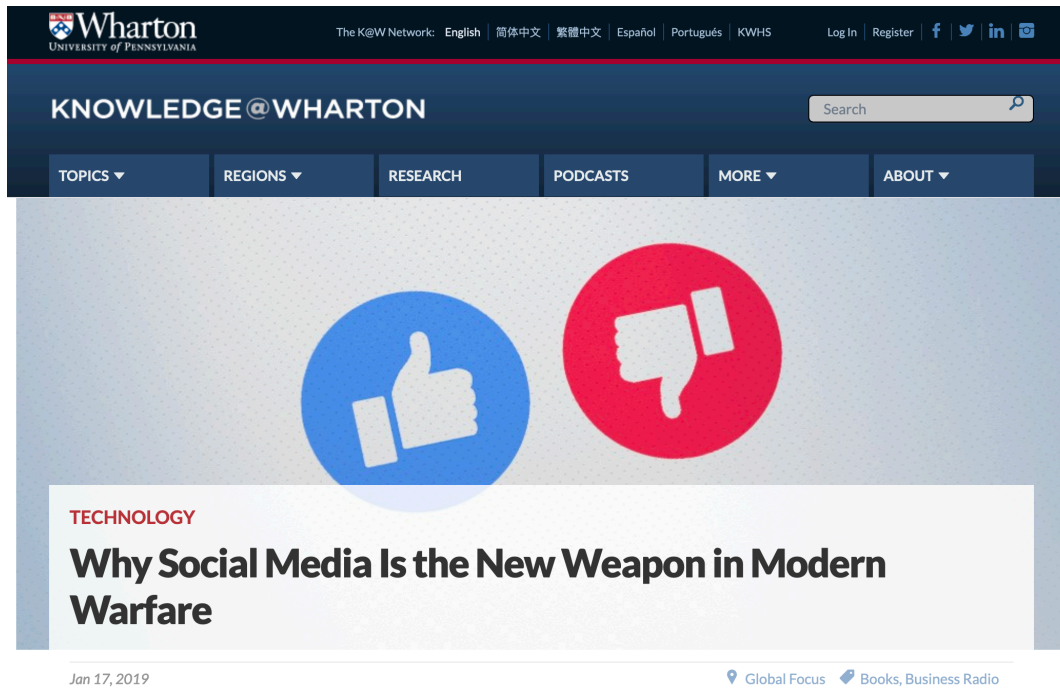 Wharton
UNIVERSITY of PENNSYLVANIA
The K@W Network: English 简体中文 繁體中文 Español Portugués KWHS Log In Register
KNOWLEDGE@WHARTON
Search
TOPICS REGIONS RESEARCH PODCASTS MORE ABOUT
TECHNOLOGY
Why Social Media Is the New Weapon in Modern
Warfare
Jan 17, 2019 Global Focus Books, Business Radio